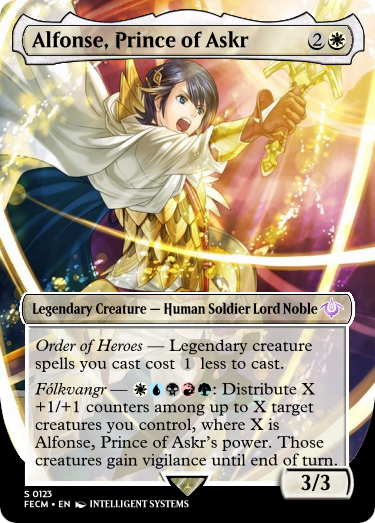 Alfonse, Prince of Askr 2
Legendary Creature — Human Soldier Lord Noble
Order of Heroes — Legendary creature
spells you cast cost 1 less to cast.
Fólkvangr — : Distribute X
+1/+1 counters among up to X target
creatures you control, where X is
Alfonse, Prince of Askr's power. Those
creatures gain vigilance until end of turn.
3/3
S 0123
FECM • EN INTELLIGENT SYSTEMS